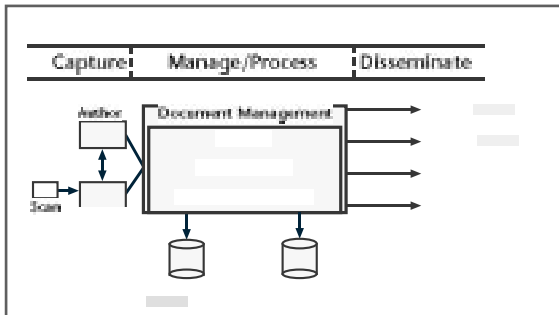 Capture Manage/Process Disseminate
Author
Document Management
Scan